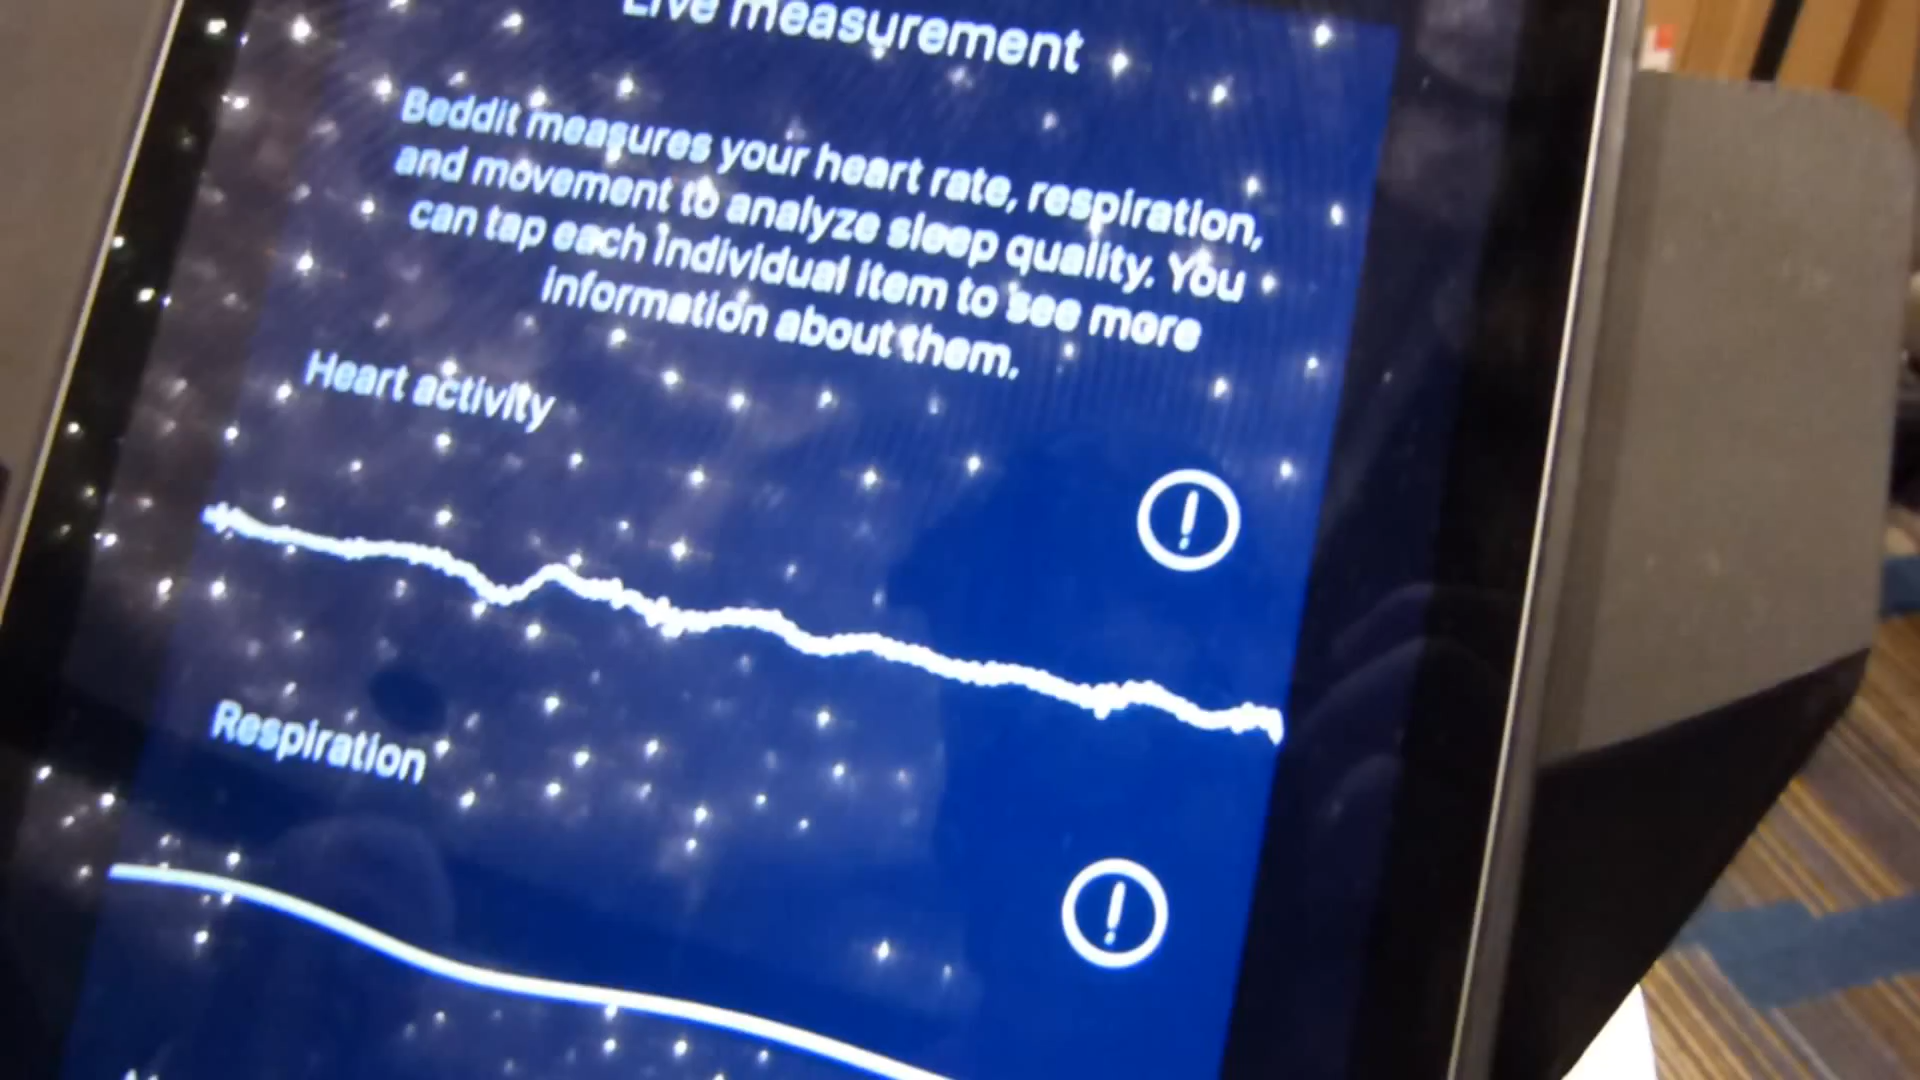 Live measurement
Beddit measures your heart rate, respiration,
and movement to analyze sleep quality. You
can tap each individual item to see more
information about them.
Heart activity
!
Respiration
!